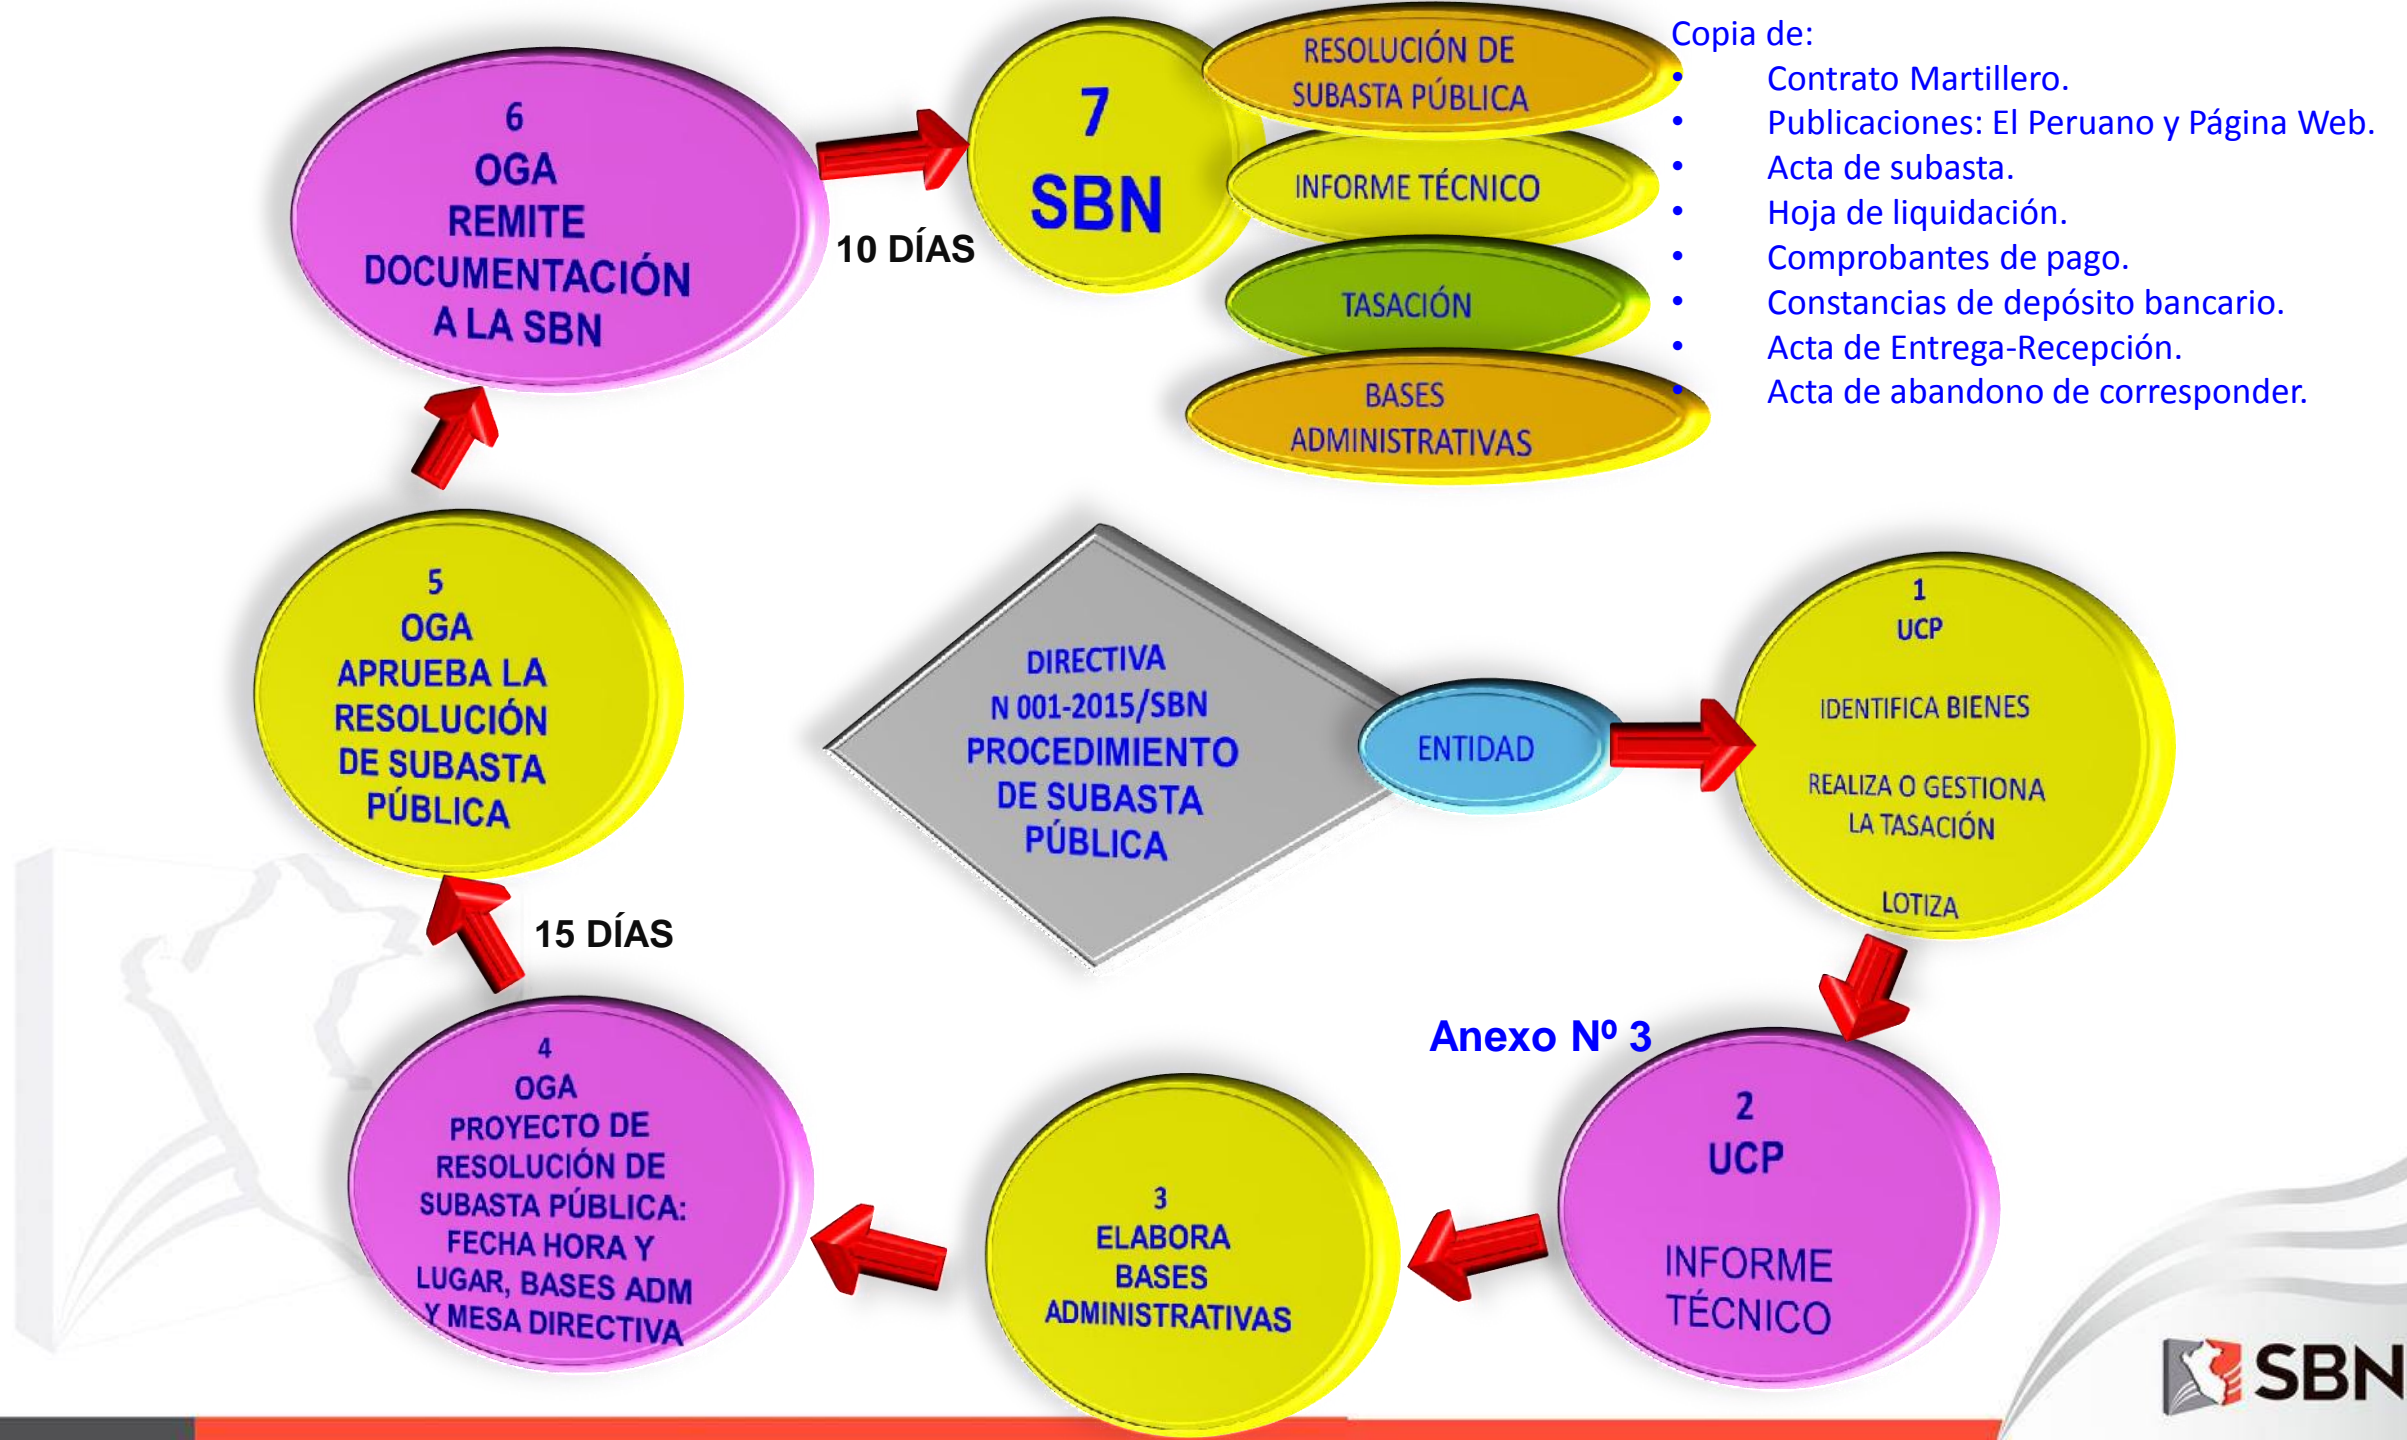 6
OGA
REMITE
DOCUMENTACIÓN
A LA SBN
10 DÍAS
7
SBN
RESOLUCIÓN DE
SUBASTA PÚBLICA
INFORME TÉCNICO
TASACIÓN
BASES
ADMINISTRATIVAS
Copia de:
• Contrato Martillero.
• Publicaciones: El Peruano y Página Web.
• Acta de subasta.
• Hoja de liquidación.
• Comprobantes de pago.
• Constancias de depósito bancario.
• Acta de Entrega-Recepción.
• Acta de abandono de corresponder.
5
OGA
APRUEBA LA
RESOLUCIÓN
DE SUBASTA
PÚBLICA
15 DÍAS
DIRECTIVA
N 001-2015/SBN
PROCEDIMIENTO
DE SUBASTA
PÚBLICA
ENTIDAD
1
UCP
IDENTIFICA BIENES
REALIZA O GESTIONA
LA TASACIÓN
LOTIZA
Anexo Nº 3
2
UCP
INFORME
TÉCNICO
3
ELABORA
BASES
ADMINISTRATIVAS
4
OGA
PROYECTO DE
RESOLUCIÓN DE
SUBASTA PÚBLICA:
FECHA HORA Y
LUGAR, BASES ADM
Y MESA DIRECTIVA
SBN